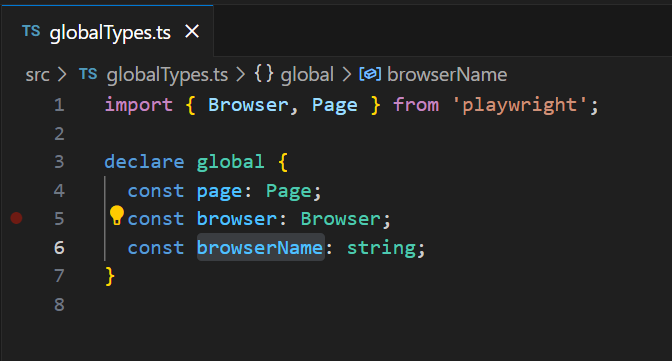 TS globalTypes.ts ×
src > TS globalTypes.ts > {} global > browserName
1 import { Browser, Page } from 'playwright';
2
3 declare global {
4 const page: Page;
5 const browser: Browser;
6 const browserName: string;
7 }
8